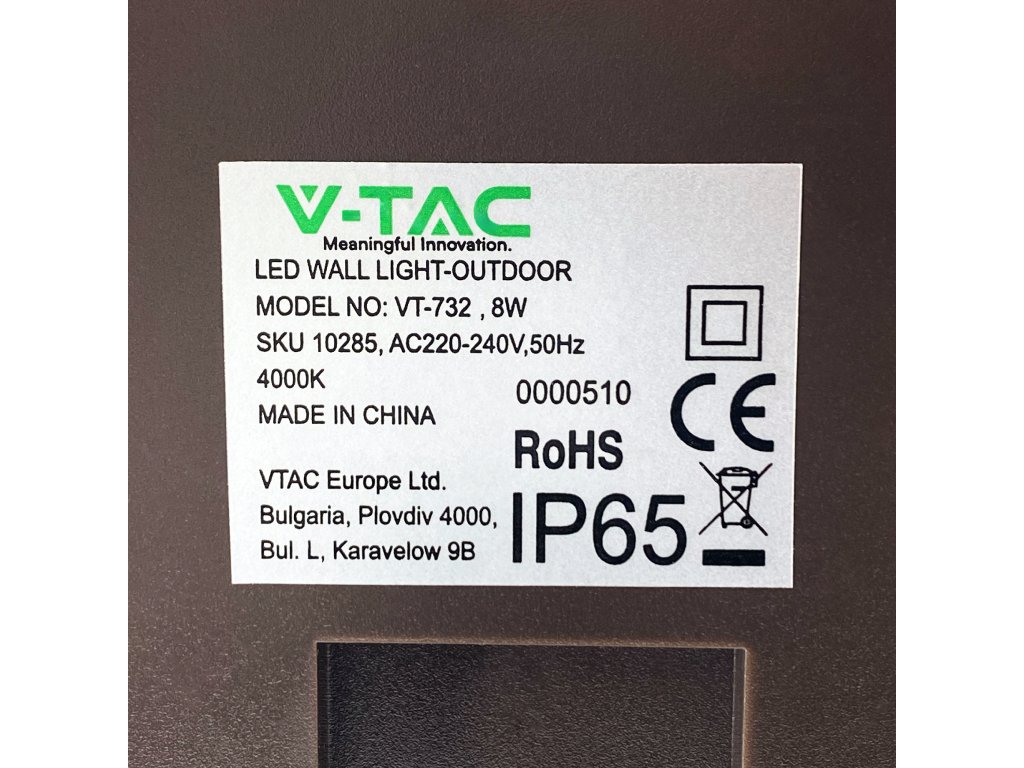 V-TAC
Meaningful Innovation.
LED WALL LIGHT-OUTDOOR
MODEL NO: VT-732 , 8W
SKU 10285, AC220-240V,50Hz
4000K
0000510
MADE IN CHINA
CE
RoHS
VTAC Europe Ltd.
Bulgaria, Plovdiv 4000,
Bul. L, Karavelow 9B
IP65